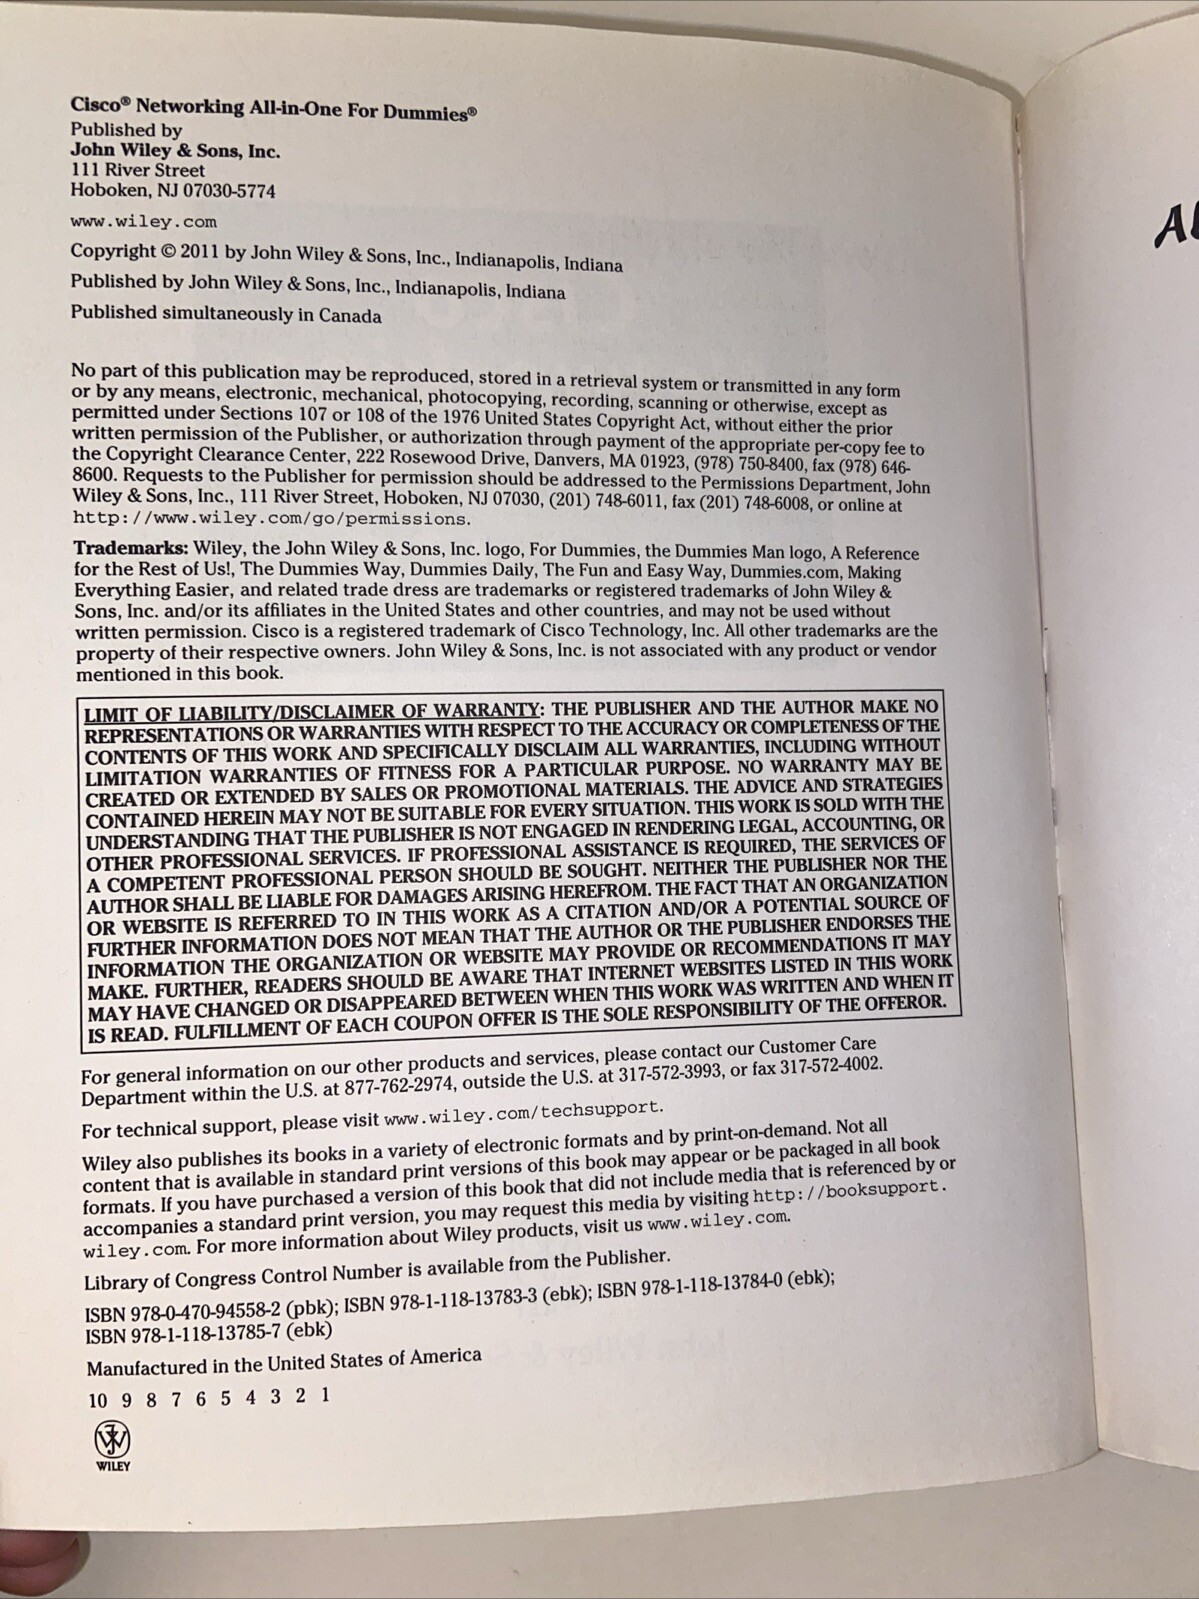 Cisco® Networking All-in-One For Dummies®
Published by
John Wiley & Sons, Inc.
111 River Street
Hoboken, NJ 07030-5774
www.wiley.com
Copyright © 2011 by John Wiley & Sons, Inc., Indianapolis, Indiana
Published by John Wiley & Sons, Inc., Indianapolis, Indiana
Published simultaneously in Canada
No part of this publication may be reproduced, stored in a retrieval system or transmitted in any form
or by any means, electronic, mechanical, photocopying, recording, scanning or otherwise, except as
permitted under Sections 107 or 108 of the 1976 United States Copyright Act, without either the prior
written permission of the Publisher, or authorization through payment of the appropriate per-copy fee to
the Copyright Clearance Center, 222 Rosewood Drive, Danvers, MA 01923, (978) 750-8400, fax (978) 646-
8600. Requests to the Publisher for permission should be addressed to the Permissions Department, John
Wiley & Sons, Inc., 111 River Street, Hoboken, NJ 07030, (201) 748-6011, fax (201) 748-6008, or online at
http://www.wiley.com/go/permissions.
Trademarks: Wiley, the John Wiley & Sons, Inc. logo, For Dummies, the Dummies Man logo, A Reference
for the Rest of Us!, The Dummies Way, Dummies Daily, The Fun and Easy Way, Dummies.com, Making
Everything Easier, and related trade dress are trademarks or registered trademarks of John Wiley &
Sons, Inc. and/or its affiliates in the United States and other countries, and may not be used without
written permission. Cisco is a registered trademark of Cisco Technology, Inc. All other trademarks are the
property of their respective owners. John Wiley & Sons, Inc. is not associated with any product or vendor
mentioned in this book.
LIMIT OF LIABILITY/DISCLAIMER OF WARRANTY: THE PUBLISHER AND THE AUTHOR MAKE NO
REPRESENTATIONS OR WARRANTIES WITH RESPECT TO THE ACCURACY OR COMPLETENESS OF THE
CONTENTS OF THIS WORK AND SPECIFICALLY DISCLAIM ALL WARRANTIES, INCLUDING WITHOUT
LIMITATION WARRANTIES OF FITNESS FOR A PARTICULAR PURPOSE. NO WARRANTY MAY BE
CREATED OR EXTENDED BY SALES OR PROMOTIONAL MATERIALS. THE ADVICE AND STRATEGIES
CONTAINED HEREIN MAY NOT BE SUITABLE FOR EVERY SITUATION. THIS WORK IS SOLD WITH THE
UNDERSTANDING THAT THE PUBLISHER IS NOT ENGAGED IN RENDERING LEGAL, ACCOUNTING, OR
OTHER PROFESSIONAL SERVICES. IF PROFESSIONAL ASSISTANCE IS REQUIRED, THE SERVICES OF
A COMPETENT PROFESSIONAL PERSON SHOULD BE SOUGHT. NEITHER THE PUBLISHER NOR THE
AUTHOR SHALL BE LIABLE FOR DAMAGES ARISING HEREFROM. THE FACT THAT AN ORGANIZATION
OR WEBSITE IS REFERRED TO IN THIS WORK AS A CITATION AND/OR A POTENTIAL SOURCE OF
FURTHER INFORMATION DOES NOT MEAN THAT THE AUTHOR OR THE PUBLISHER ENDORSES THE
INFORMATION THE ORGANIZATION OR WEBSITE MAY PROVIDE OR RECOMMENDATIONS IT MAY
MAKE. FURTHER, READERS SHOULD BE AWARE THAT INTERNET WEBSITES LISTED IN THIS WORK
MAY HAVE CHANGED OR DISAPPEARED BETWEEN WHEN THIS WORK WAS WRITTEN AND WHEN IT
IS READ. FULFILLMENT OF EACH COUPON OFFER IS THE SOLE RESPONSIBILITY OF THE OFFEROR.
For general information on our other products and services, please contact our Customer Care
Department within the U.S. at 877-762-2974, outside the U.S. at 317-572-3993, or fax 317-572-4002.
For technical support, please visit www.wiley.com/techsupport.
Wiley also publishes its books in a variety of electronic formats and by print-on-demand. Not all
content that is available in standard print versions of this book may appear or be packaged in all book
formats. If you have purchased a version of this book that did not include media that is referenced by or
accompanies a standard print version, you may request this media by visiting http://booksupport.
wiley.com. For more information about Wiley products, visit us www.wiley.com.
Library of Congress Control Number is available from the Publisher.
ISBN 978-0-470-94558-2 (pbk); ISBN 978-1-118-13783-3 (ebk); ISBN 978-1-118-13784-0 (ebk);
ISBN 978-1-118-13785-7 (ebk)
Manufactured in the United States of America
10 9 8 7 6 5 4 3 2 1
WILEY